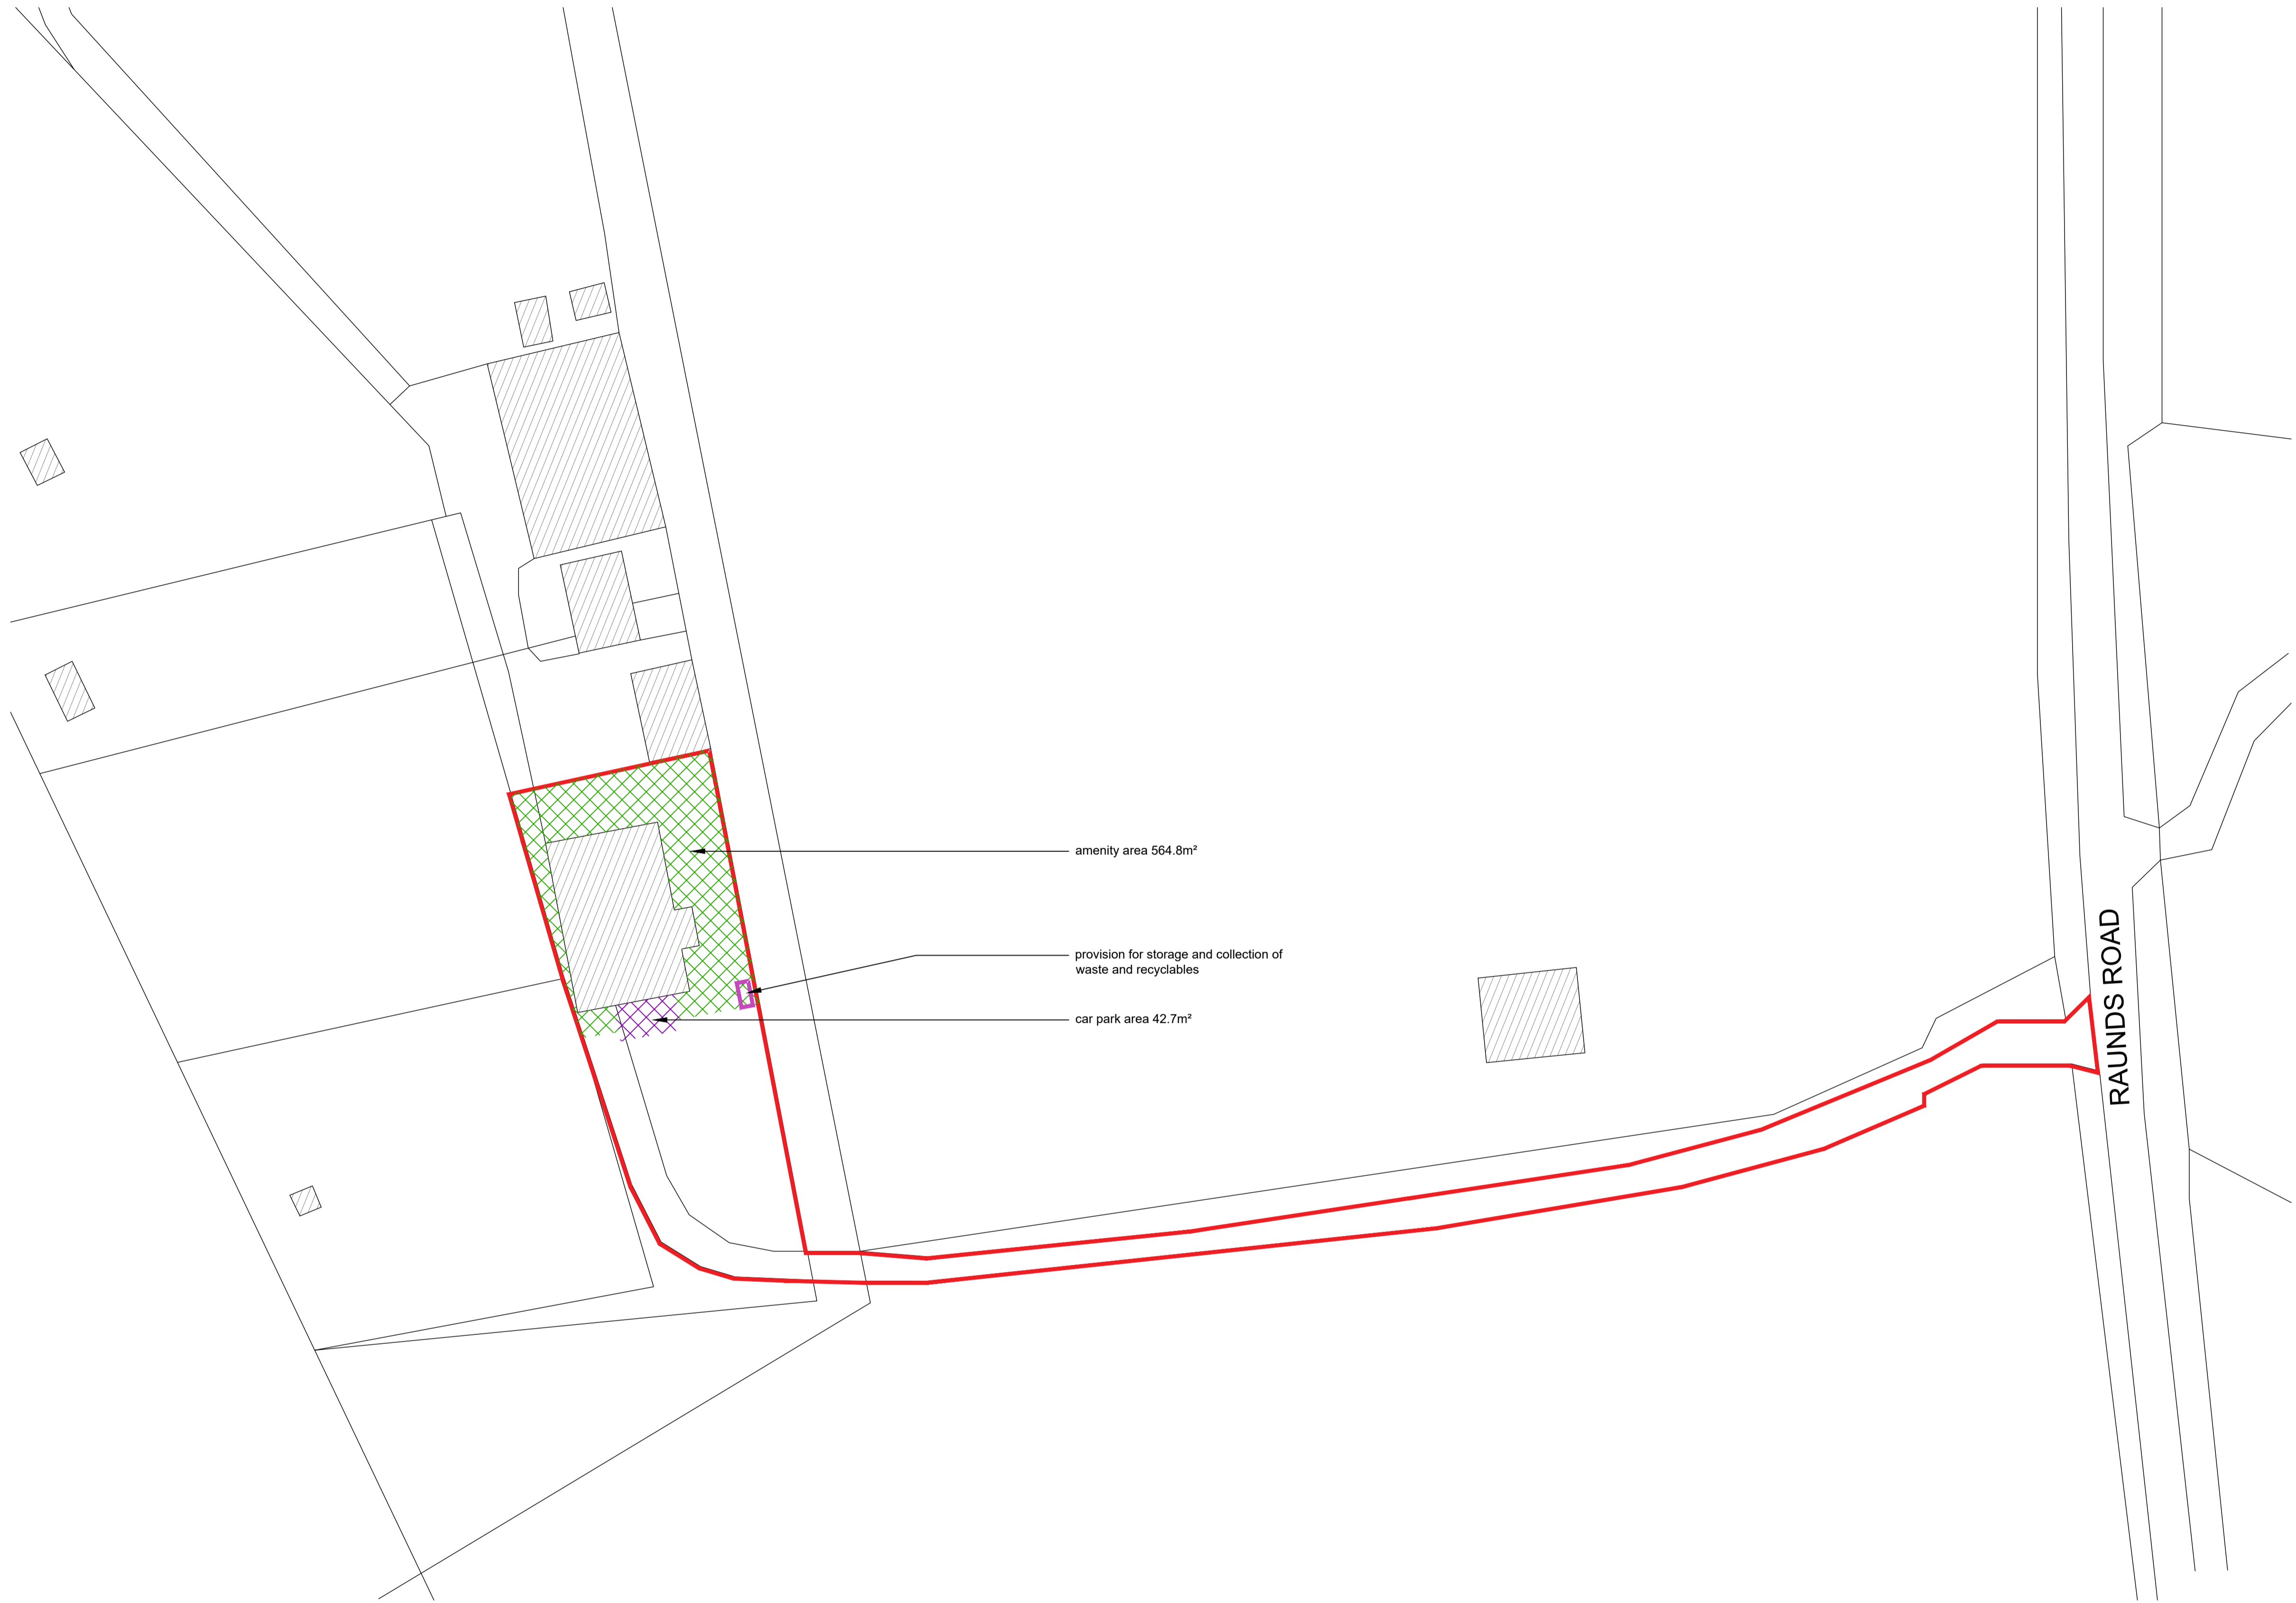 amenity area 564.8m²
provision for storage and collection of
waste and recyclables
car park area 42.7m²
RAUNDS ROAD